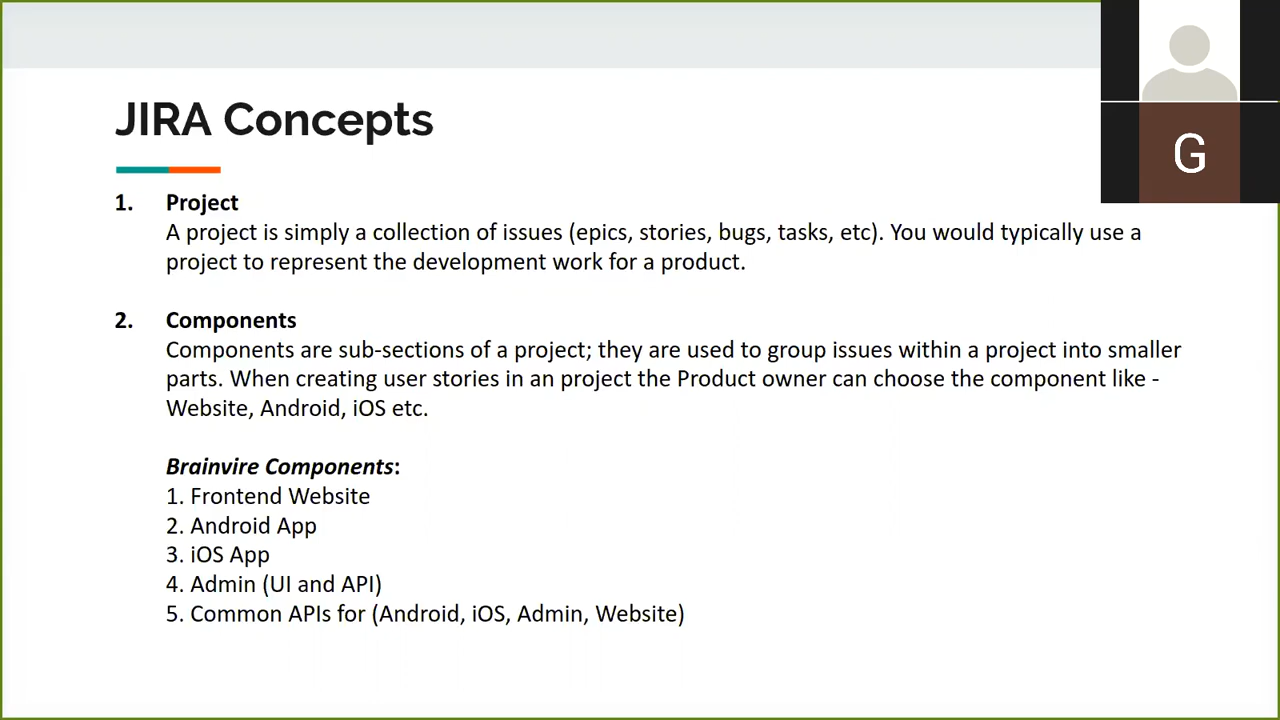 JIRA Concepts
G
1. Project
A project is simply a collection of issues (epics, stories, bugs, tasks, etc). You would typically use a
project to represent the development work for a product.
2. Components
Components are sub-sections of a project; they are used to group issues within a project into smaller
parts. When creating user stories in an project the Product owner can choose the component like -
Website, Android, iOS etc.
Brainvire Components:
1. Frontend Website
2. Android App
3. iOS App
4. Admin (UI and API)
5. Common APIs for (Android, iOS, Admin, Website)